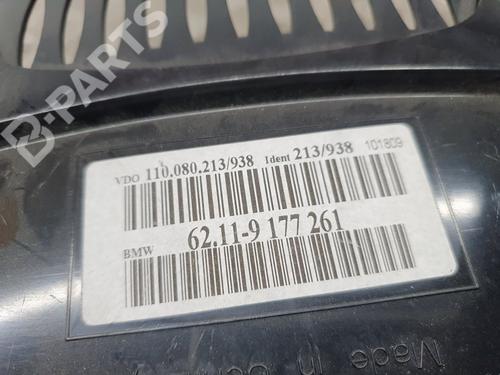 B-PARTS
VDO 110.080.213/938 Ident 213/938 101809
BMW 62.11-9 177 261
Made in